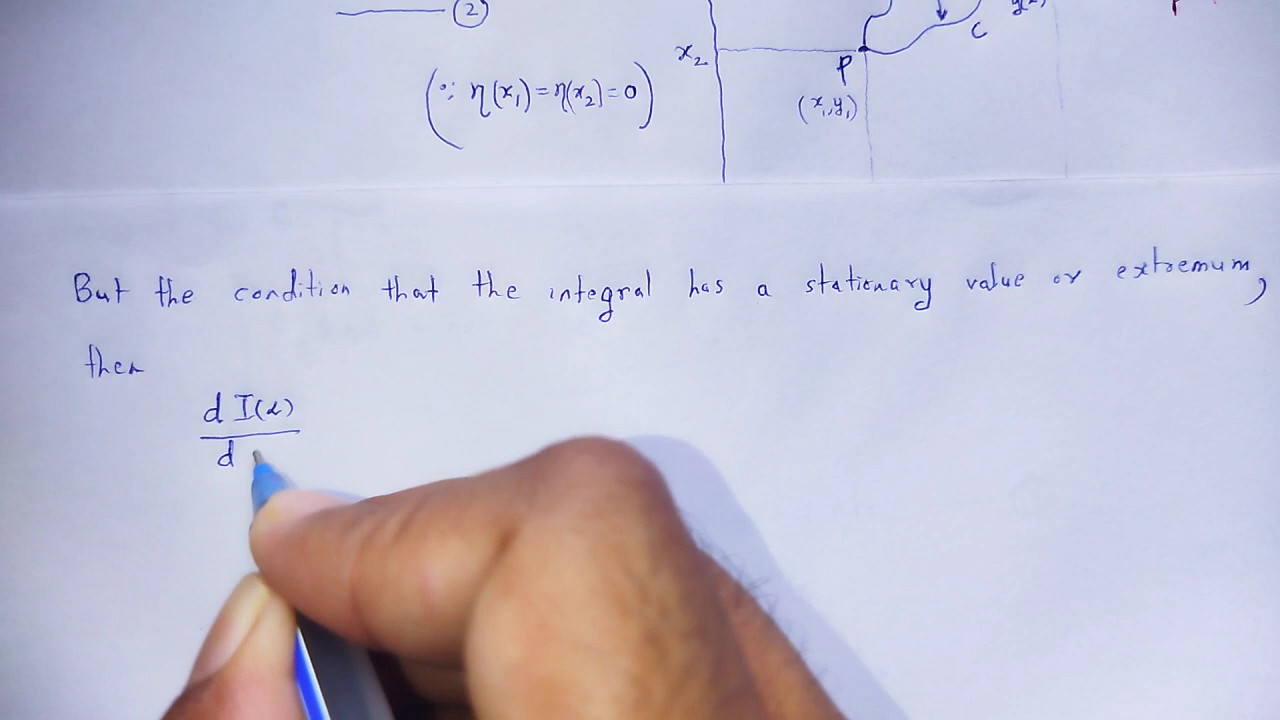 ②
(∵ η(x₁) = η(x₂) = 0)
x₂
P
(x₁,y₁)
C
But the condition that the integral has a stationary value or extremum,
then
d I(α)
d